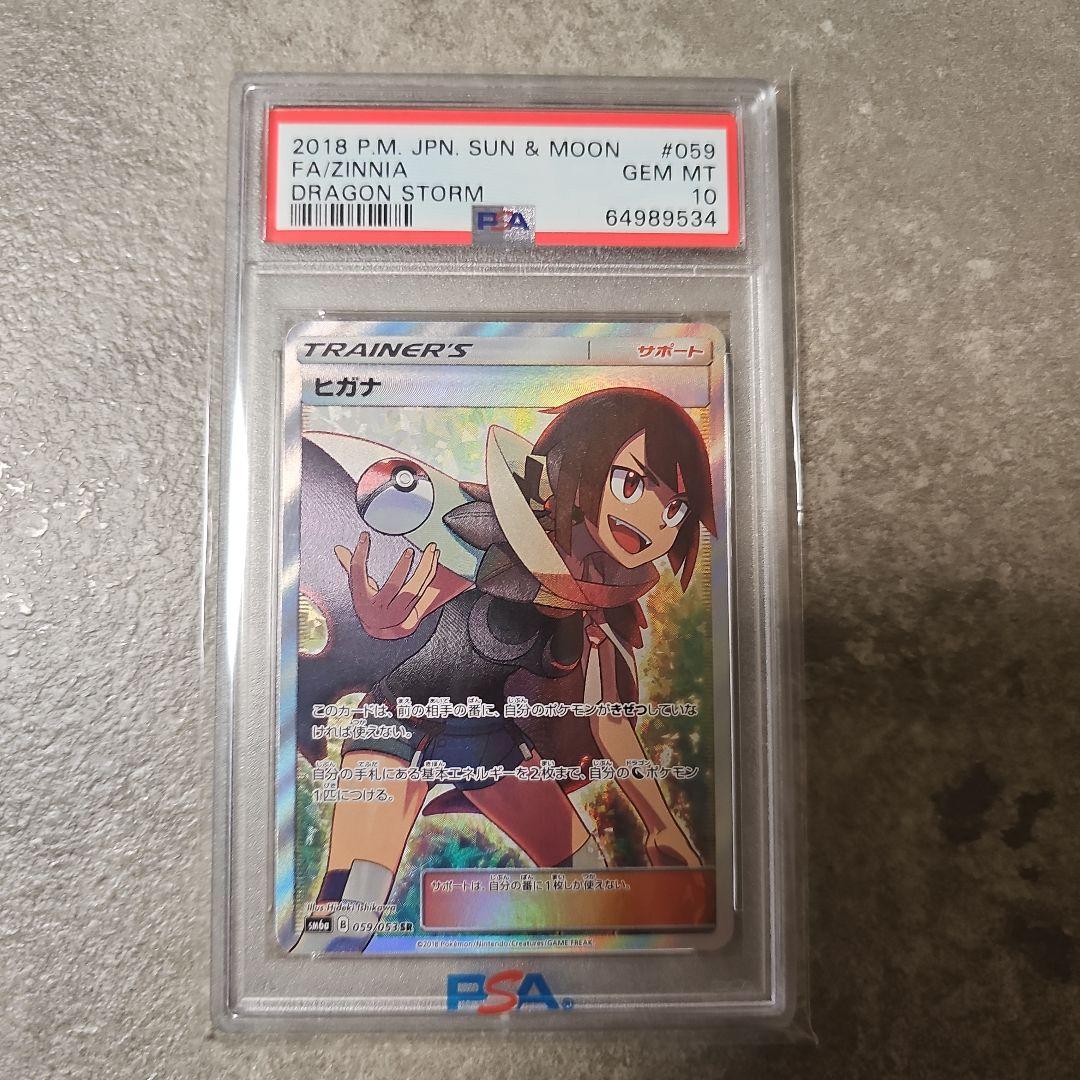 2018 P.M. JPN. SUN & MOON #059
FA/ZINNIA GEM MT
DRAGON STORM 10
PSA 64989534
TRAINER'S サポート
ヒガナ
このカードは、前の相手の番に、自分のポケモンがきぜつしていな
ければ使えない。
自分の手札にある基本エネルギーを2枚まで、自分のポケモン
1匹につける。
サポートは、自分の番に1枚しか使えない。
Illus. Hideki Ishikawa
SM6a B 059/053 SR
©2018 Pokémon/Nintendo/Creatures/GAME FREAK
PSA®